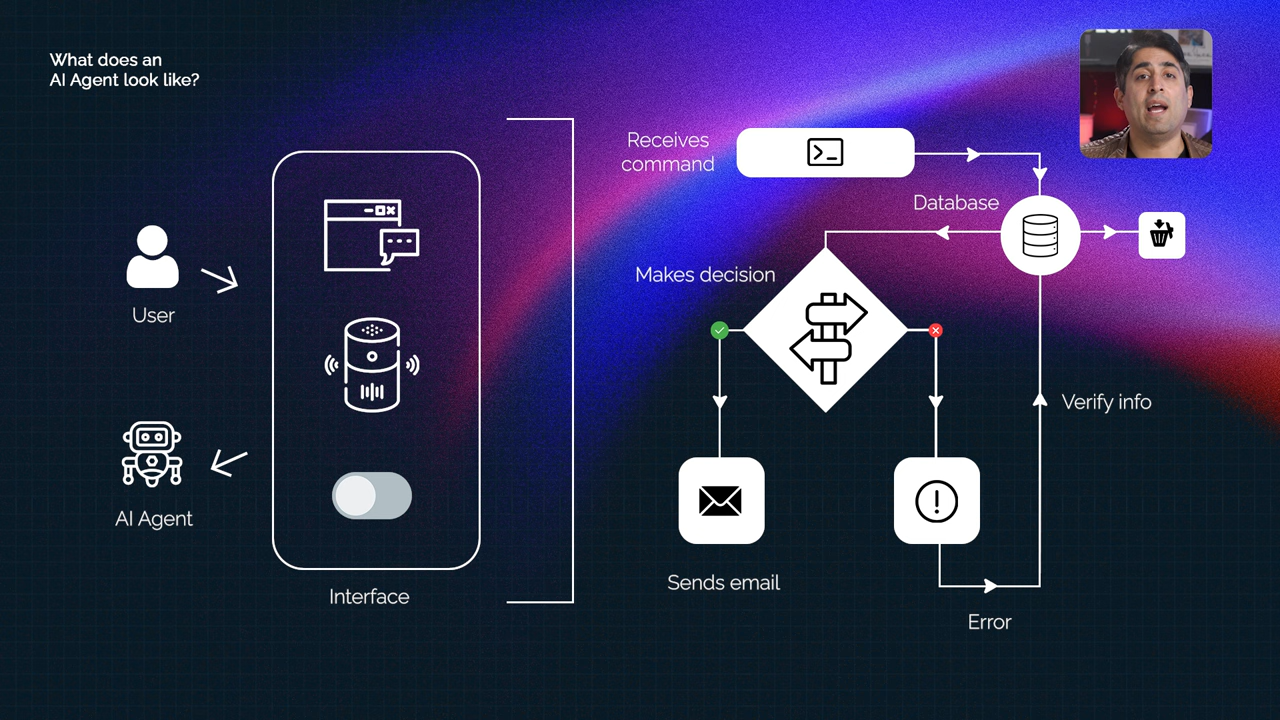 What does an
AI Agent look like?
User
AI Agent
Interface
Receives
command
Database
Makes decision
Verify info
Sends email
Error